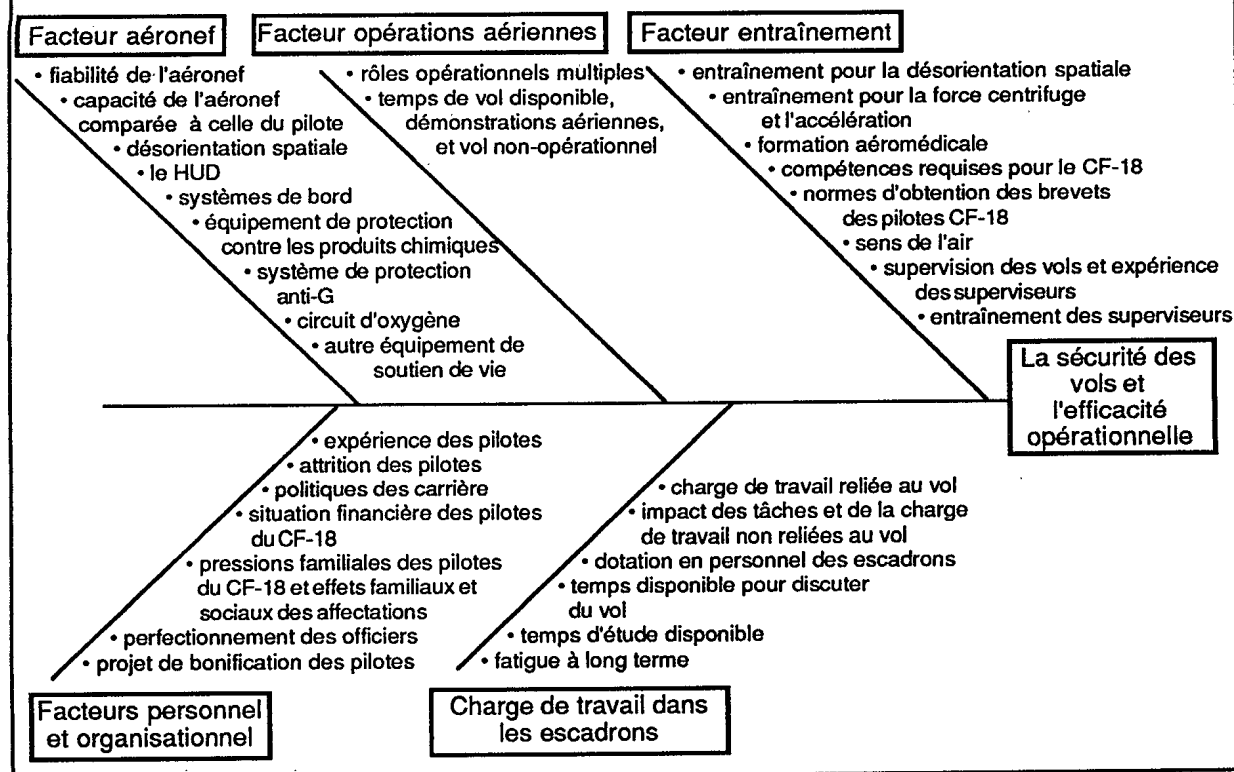 Facteur aéronef
• fiabilité de l'aéronef
• capacité de l'aéronef
comparée à celle du pilote
• désorientation spatiale
• le HUD
• systèmes de bord
• équipement de protection
contre les produits chimiques
• système de protection
anti-G
• circuit d'oxygène
• autre équipement de
soutien de vie
Facteur opérations aériennes
• rôles opérationnels multiples
• temps de vol disponible,
démonstrations aériennes,
et vol non-opérationnel
Facteur entraînement
• entraînement pour la désorientation spatiale
• entraînement pour la force centrifuge
et l'accélération
• formation aéromédicale
• compétences requises pour le CF-18
• normes d'obtention des brevets
des pilotes CF-18
• sens de l'air
• supervision des vols et expérience
des superviseurs
• entraînement des superviseurs
La sécurité des
vols et
l'efficacité
opérationnelle
• expérience des pilotes
• attrition des pilotes
• politiques des carrière
• situation financière des pilotes
du CF-18
• pressions familiales des pilotes
du CF-18 et effets familiaux et
sociaux des affectations
• perfectionnement des officiers
• projet de bonification des pilotes
Facteurs personnel
et organisationnel
• charge de travail reliée au vol
• impact des tâches et de la charge
de travail non reliées au vol
• dotation en personnel des escadrons
• temps disponible pour discuter
du vol
• temps d'étude disponible
• fatigue à long terme
Charge de travail dans
les escadrons